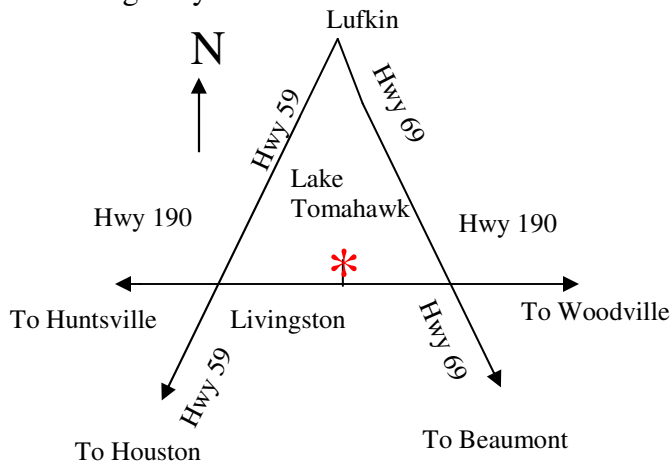 Lufkin
N
Hwy 59
Hwy 69
Lake
Tomahawk
Hwy 190
Hwy 190
*
To Huntsville
Livingston
To Woodville
Hwy 59
Hwy 69
To Houston
To Beaumont